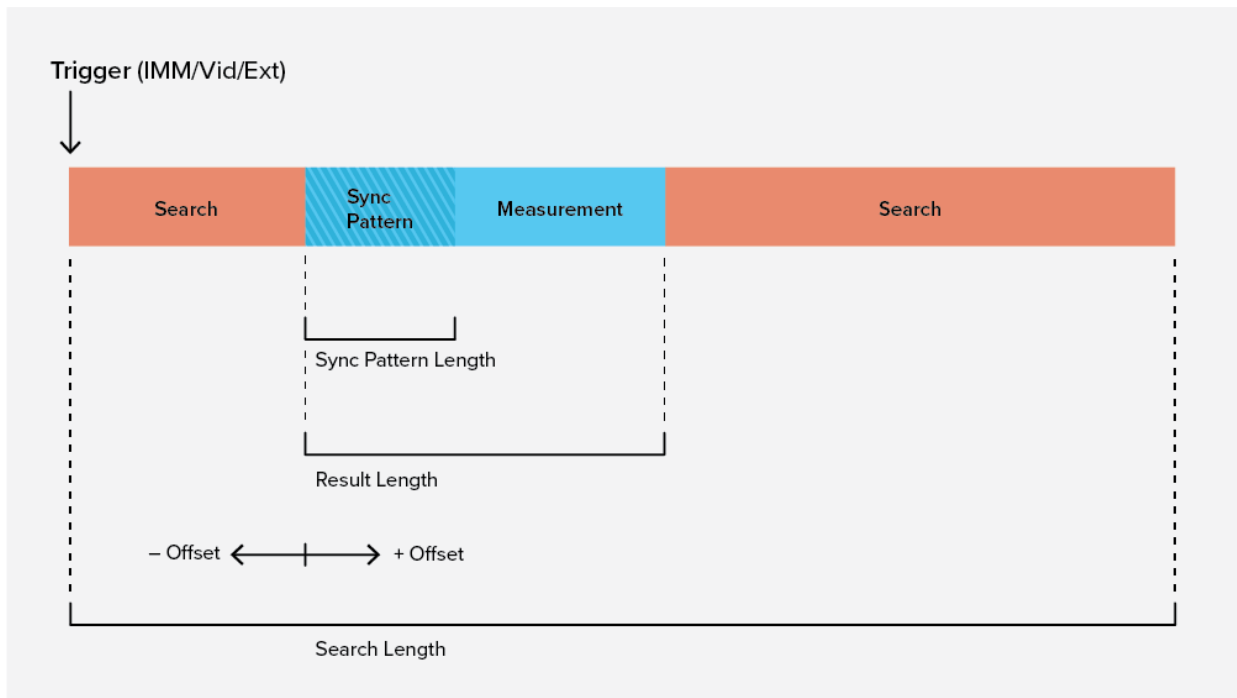 Trigger (IMM/Vid/Ext)
Search
Sync
Pattern
Measurement
Search
Sync Pattern Length
Result Length
– Offset
+ Offset
Search Length